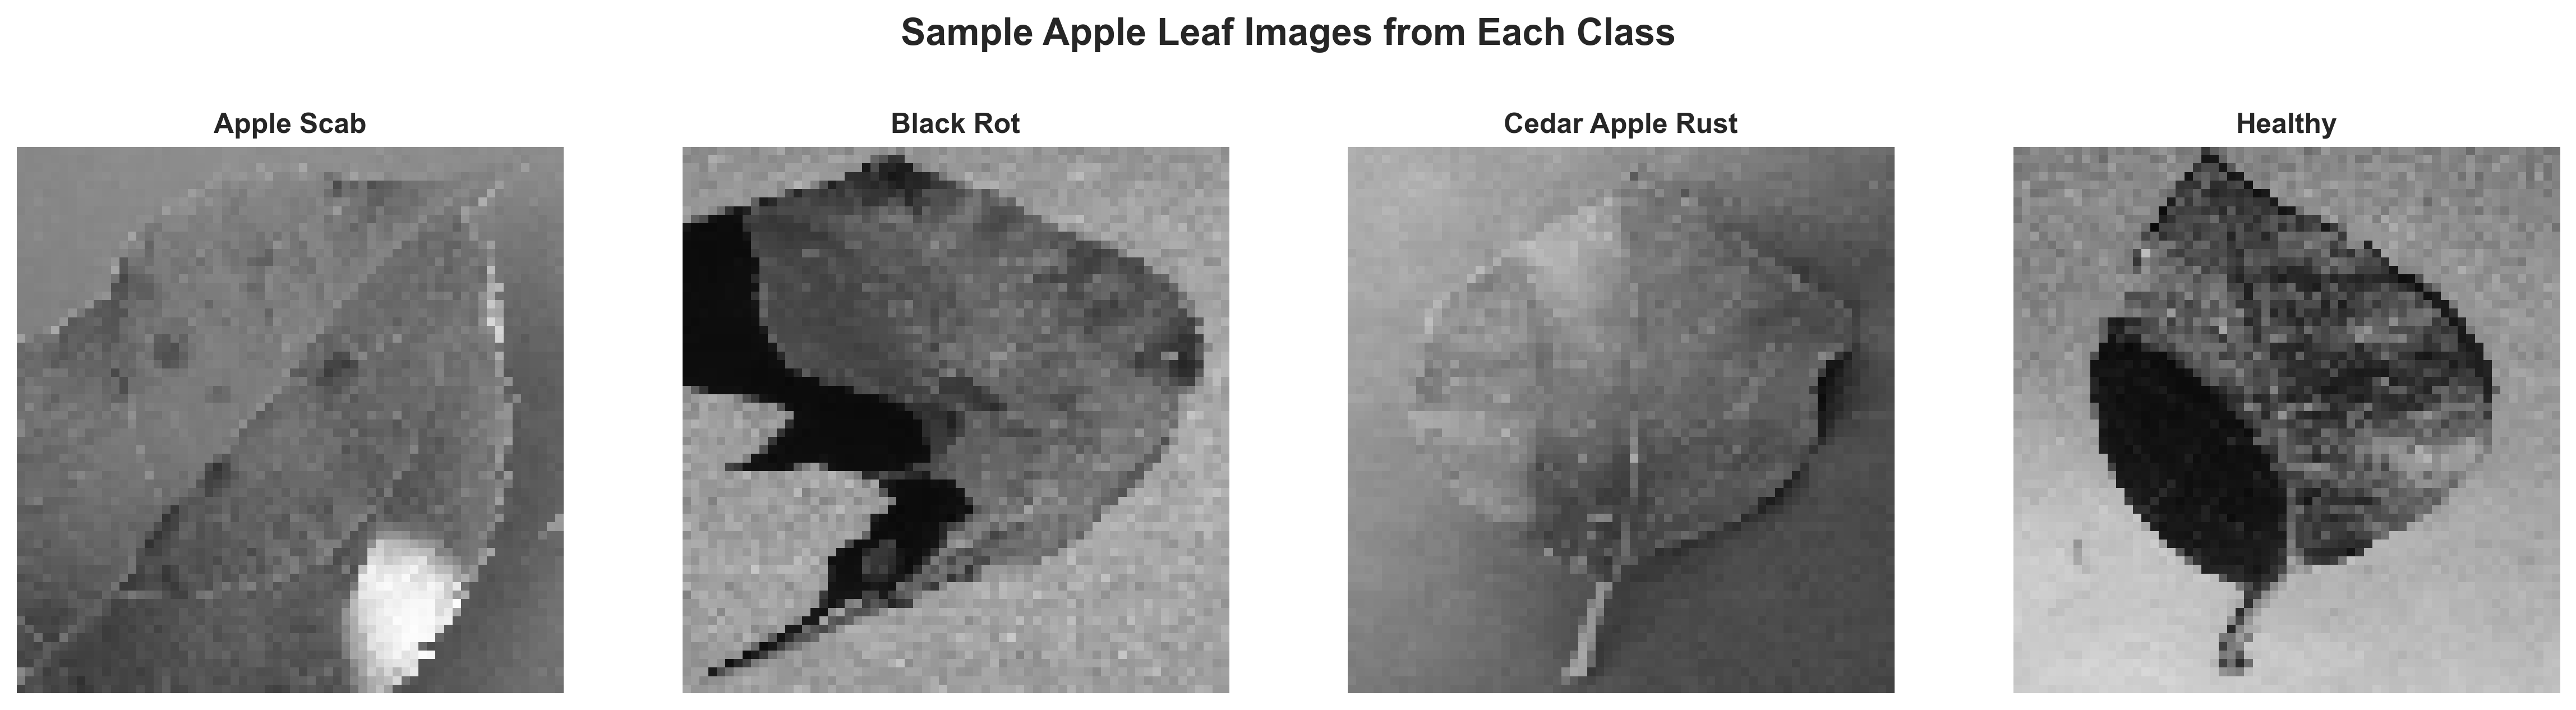 Sample Apple Leaf Images from Each Class
Apple Scab
Black Rot
Cedar Apple Rust
Healthy